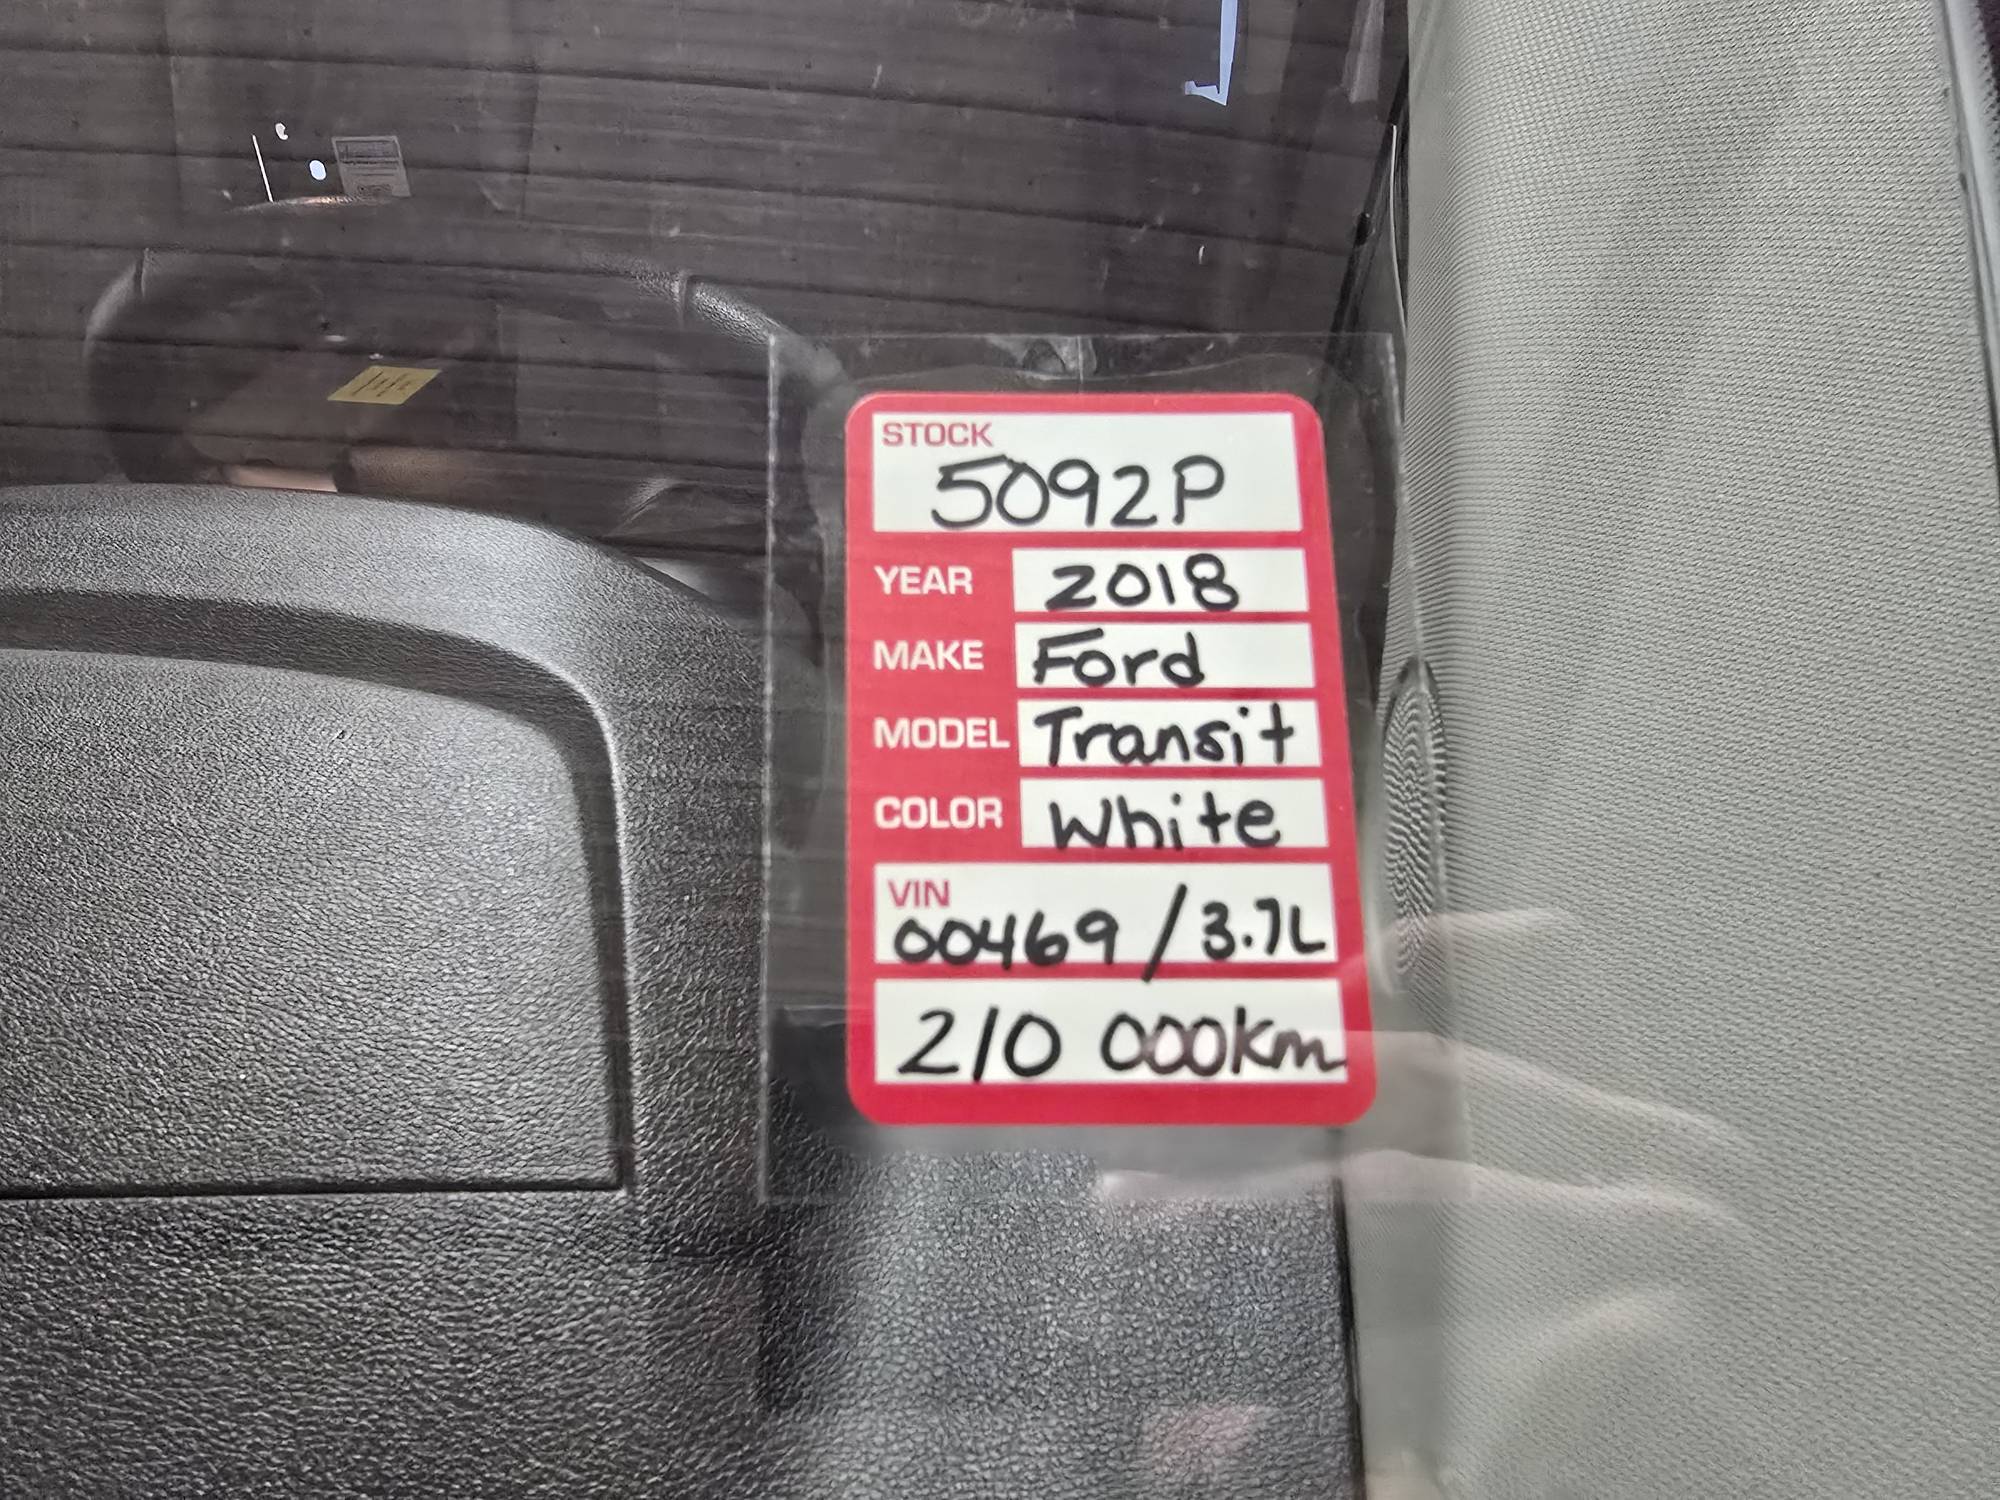 STOCK
5092P
YEAR 2018
MAKE Ford
MODEL Transit
COLOR White
VIN
00469 / 3.7L
210 000km